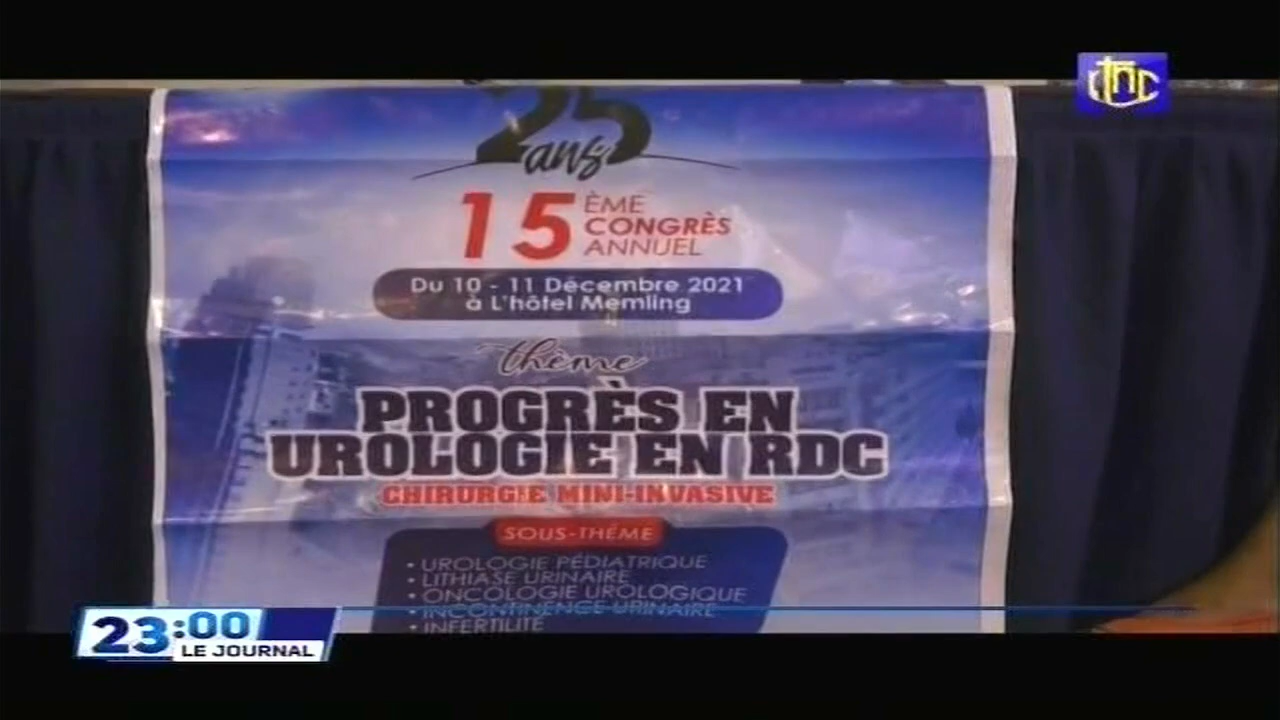 25
ans
15 ÈME
CONGRÈS
ANNUEL
Du 10 - 11 Décembre 2021
à L'hôtel Memling
thème
PROGRÈS EN
UROLOGIE EN RDC
CHIRURGIE MINI-INVASIVE
SOUS-THÉME
• UROLOGIE PÉDIATRIQUE
• LITHIASE URINAIRE
• ONCOLOGIE UROLOGIQUE
• INCONTINENCE URINAIRE
• INFERTILITÉ
23:00
LE JOURNAL